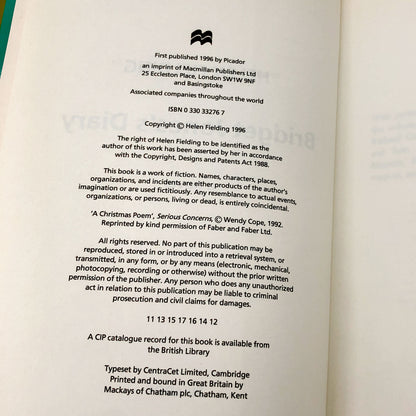 First published 1996 by Picador
an imprint of Macmillan Publishers Ltd
25 Eccleston Place, London SW1W 9NF
and Basingstoke
Associated companies throughout the world
ISBN 0 330 33276 7
Copyright © Helen Fielding 1996
The right of Helen Fielding to be identified as the
author of this work has been asserted by her in accordance
with the Copyright, Designs and Patents Act 1988.
This book is a work of fiction. Names, characters, places,
organizations, and incidents are either products of the author's
imagination or are used fictitiously. Any resemblance to actual events,
organizations, or persons, living or dead, is entirely coincidental.
'A Christmas Poem', Serious Concerns, © Wendy Cope, 1992.
Reprinted by kind permission of Faber and Faber Ltd.
All rights reserved. No part of this publication may be
reproduced, stored in or introduced into a retrieval system, or
transmitted, in any form, or by any means (electronic, mechanical,
photocopying, recording or otherwise) without the prior written
permission of the publisher. Any person who does any unauthorized
act in relation to this publication may be liable to criminal
prosecution and civil claims for damages.
11 13 15 17 16 14 12
A CIP catalogue record for this book is available from
the British Library
Typeset by CentraCet Limited, Cambridge
Printed and bound in Great Britain by
Mackays of Chatham plc, Chatham, Kent